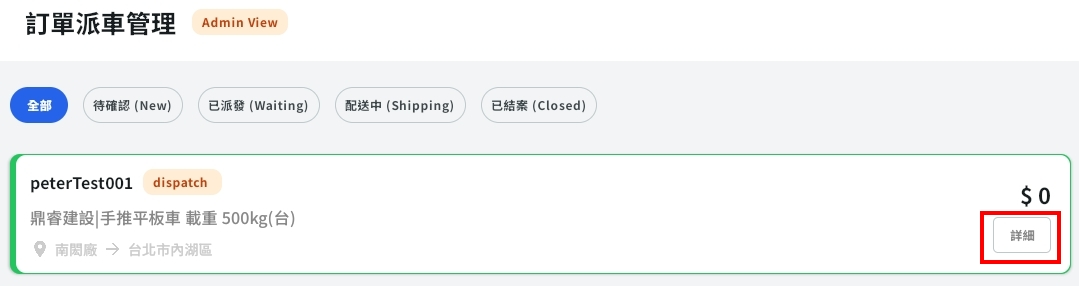 訂單派車管理 Admin View
全部 待確認 (New) 已派發 (Waiting) 配送中 (Shipping) 已結案 (Closed)
peterTest001 dispatch
$ 0
鼎睿建設|手推平板車 載重 500kg(台)
詳細
南閎廠 → 台北市內湖區